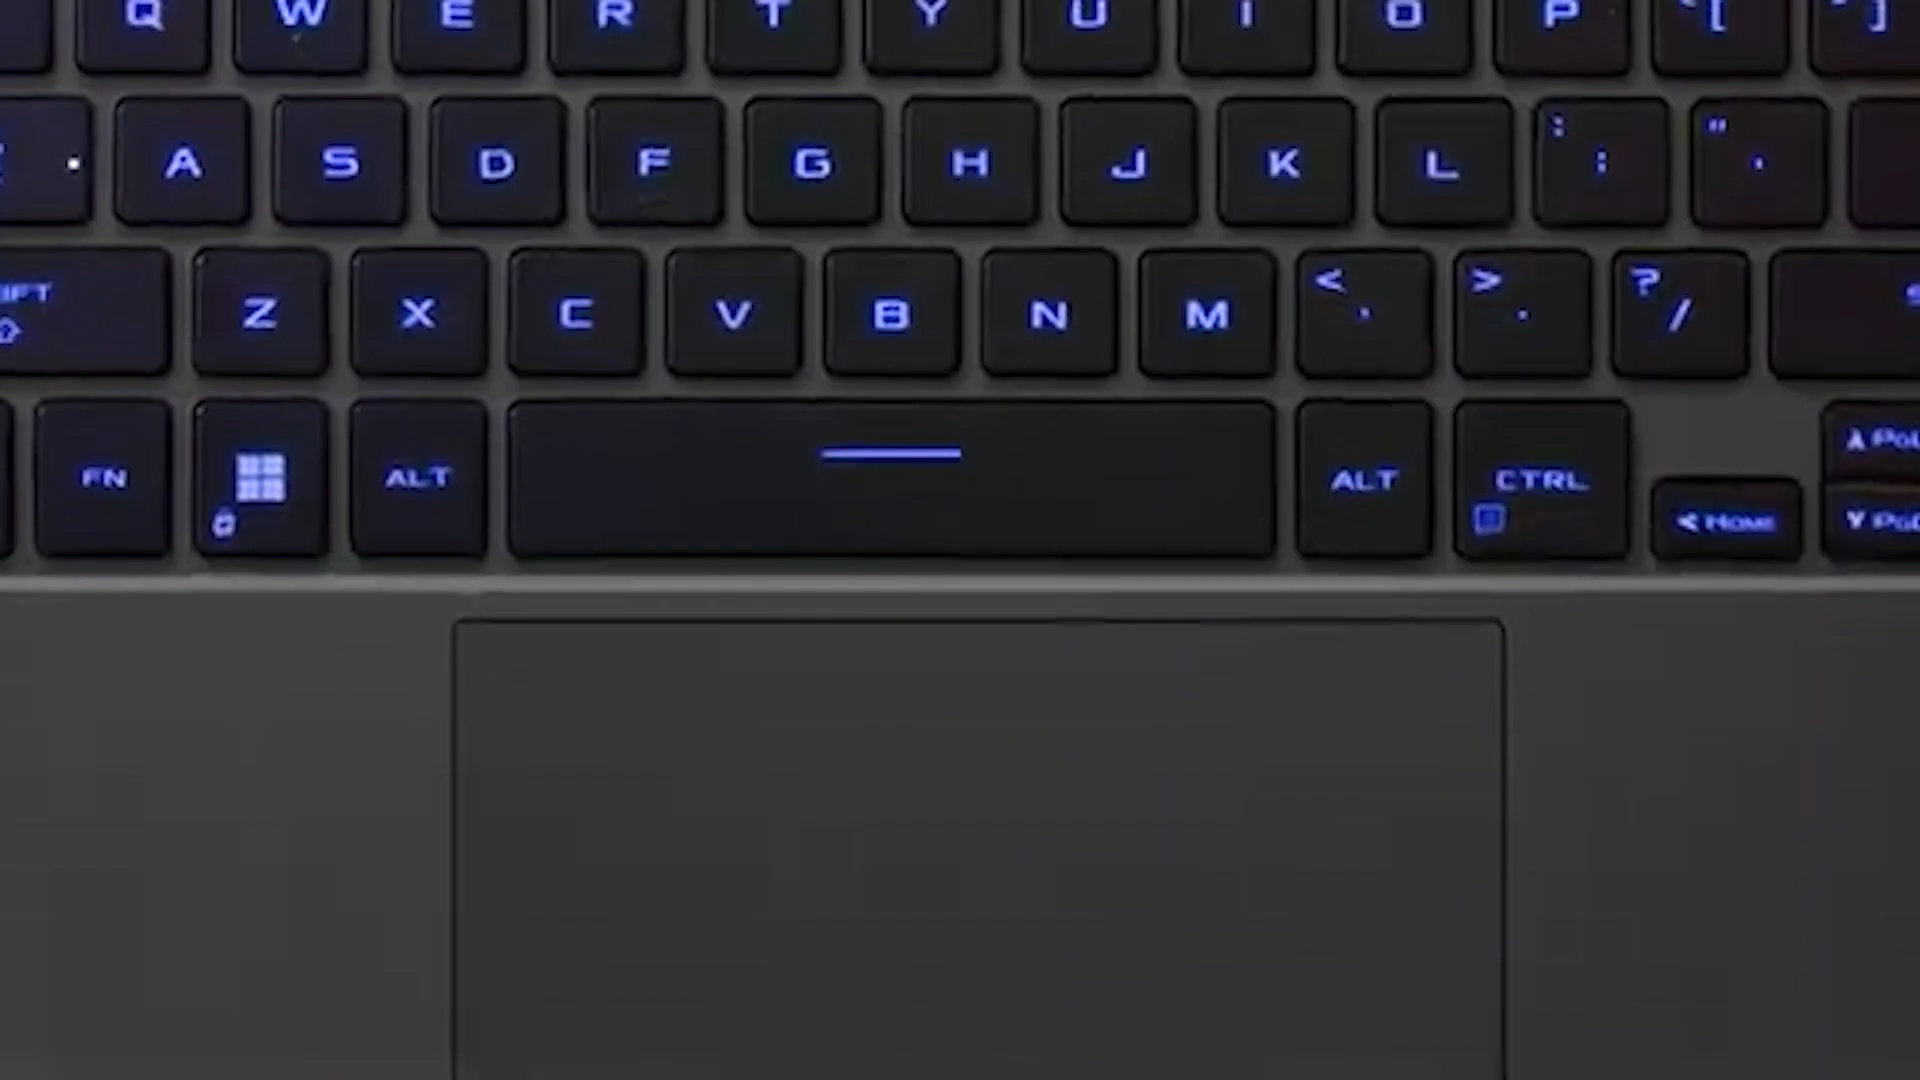 Q W E R T Y U I O P [ ]
A S D F G H J K L : ; " '
Z X C V B N M < , > . ? /
FN ALT ALT CTRL < HOME